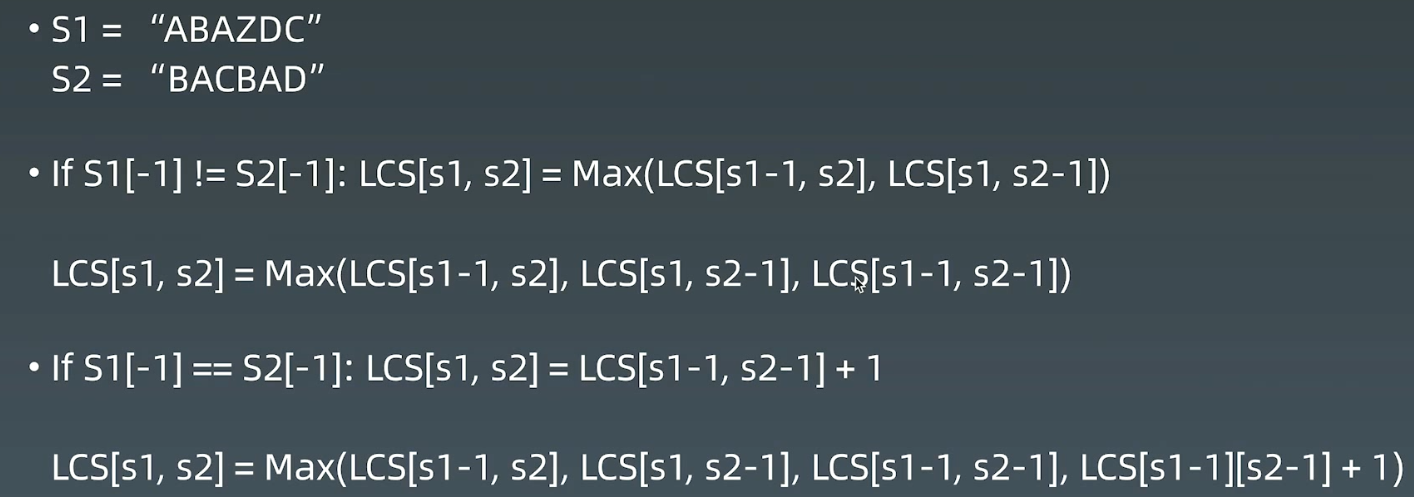 • S1 = “ABAZDC”
S2 = “BACBAD”
• If S1[-1] != S2[-1]: LCS[s1, s2] = Max(LCS[s1-1, s2], LCS[s1, s2-1])
LCS[s1, s2] = Max(LCS[s1-1, s2], LCS[s1, s2-1], LCS[s1-1, s2-1])
• If S1[-1] == S2[-1]: LCS[s1, s2] = LCS[s1-1, s2-1] + 1
LCS[s1, s2] = Max(LCS[s1-1, s2], LCS[s1, s2-1], LCS[s1-1, s2-1], LCS[s1-1][s2-1] + 1)